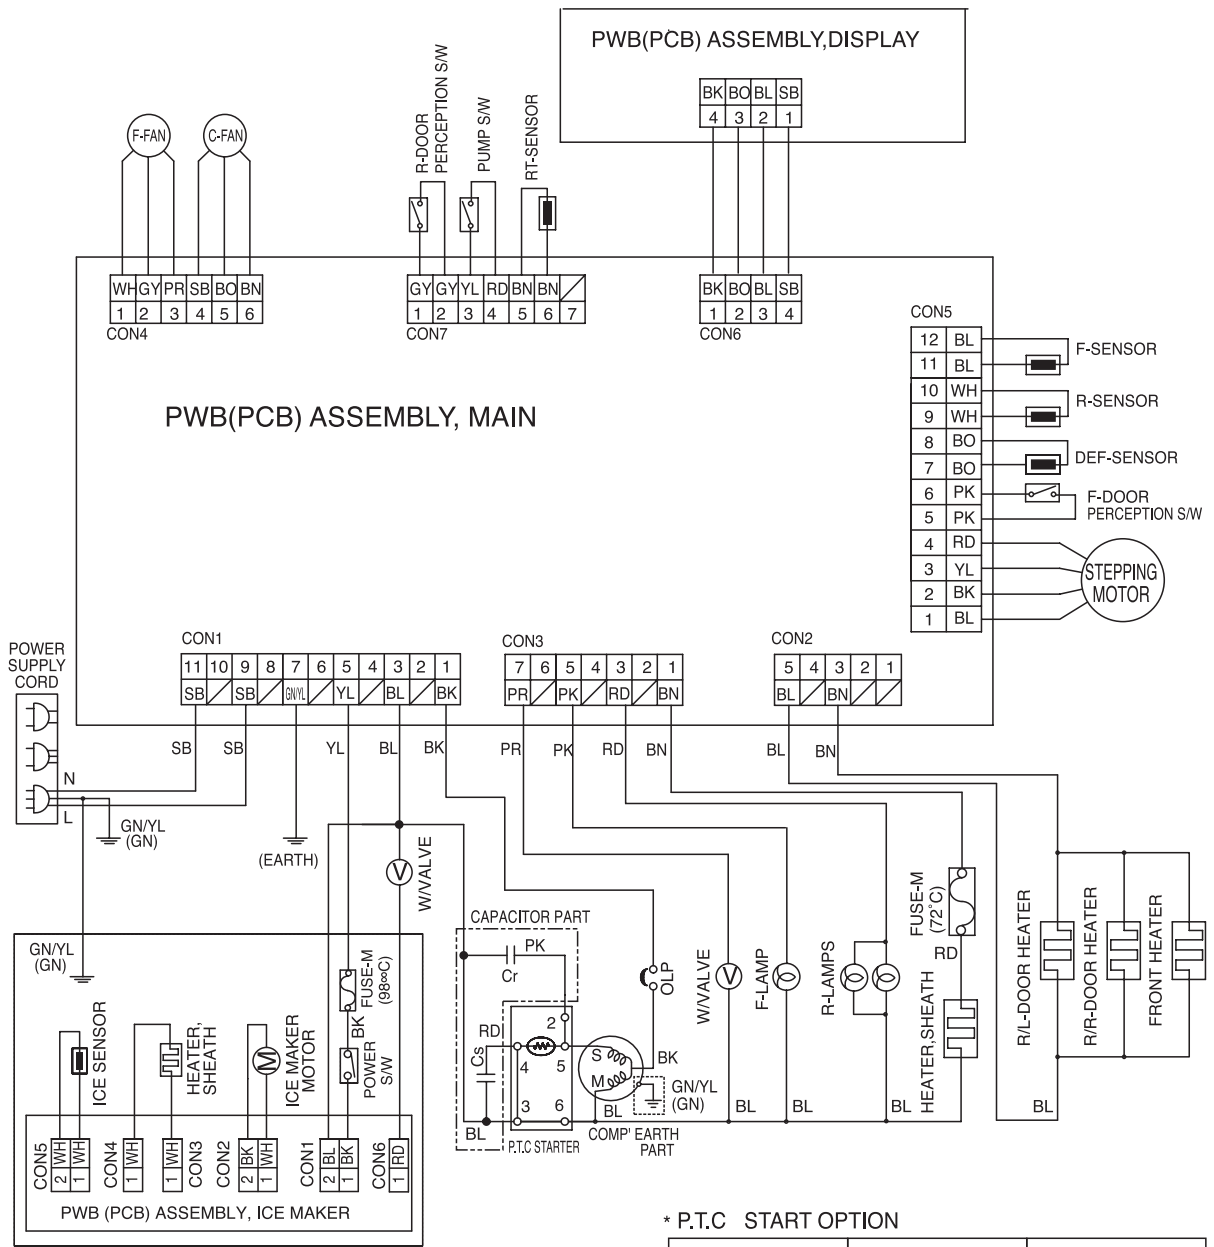 PWB(PCB) ASSEMBLY,DISPLAY
BK BO BL SB
4 3 2 1
F-FAN
C-FAN
R-DOOR
PERCEPTION S/W
PUMP S/W
RT-SENSOR
WH GY PR SB BO BN
1 2 3 4 5 6
CON4
GY GY YL RD BN BN
1 2 3 4 5 6 7
CON7
BK BO BL SB
1 2 3 4
CON6
CON5
12 BL
11 BL
10 WH
9 WH
8 BO
7 BO
6 PK
5 PK
4 RD
3 YL
2 BK
1 BL
F-SENSOR
R-SENSOR
DEF-SENSOR
F-DOOR
PERCEPTION S/W
STEPPING
MOTOR
PWB(PCB) ASSEMBLY, MAIN
CON1
11 10 9 8 7 6 5 4 3 2 1
SB SB GN/YL YL BL BK
CON3
7 6 5 4 3 2 1
PR PK RD BN
CON2
5 4 3 2 1
BL BN
POWER
SUPPLY
CORD
N
L
SB SB YL BL BK PR PK RD BN BL BN
GN/YL
(GN)
(EARTH)
W/VALVE
V
CAPACITOR PART
PK
Cr
RD
Cs
2
4 5
3 6
BL
P.T.C STARTER
S
M
BL
COMP'
EARTH
PART
OLP
BK
GN/YL
(GN)
W/VALVE
V
BL
F-LAMP
BL
R-LAMPS
BL
FUSE-M
(72°C)
RD
HEATER,SHEATH
R/L-DOOR HEATER
R/R-DOOR HEATER
FRONT HEATER
BL
GN/YL
(GN)
ICE SENSOR
HEATER,
SHEATH
M
ICE MAKER
MOTOR
FUSE-M
(98∞C)
BK
POWER
S/W
CON5
2 WH
1 WH
CON4
1 WH
1 WH
CON3
CON2
2 BK
1 WH
CON1
2 BL
1 BK
CON6
1 RD
PWB (PCB) ASSEMBLY, ICE MAKER
* P.T.C START OPTION